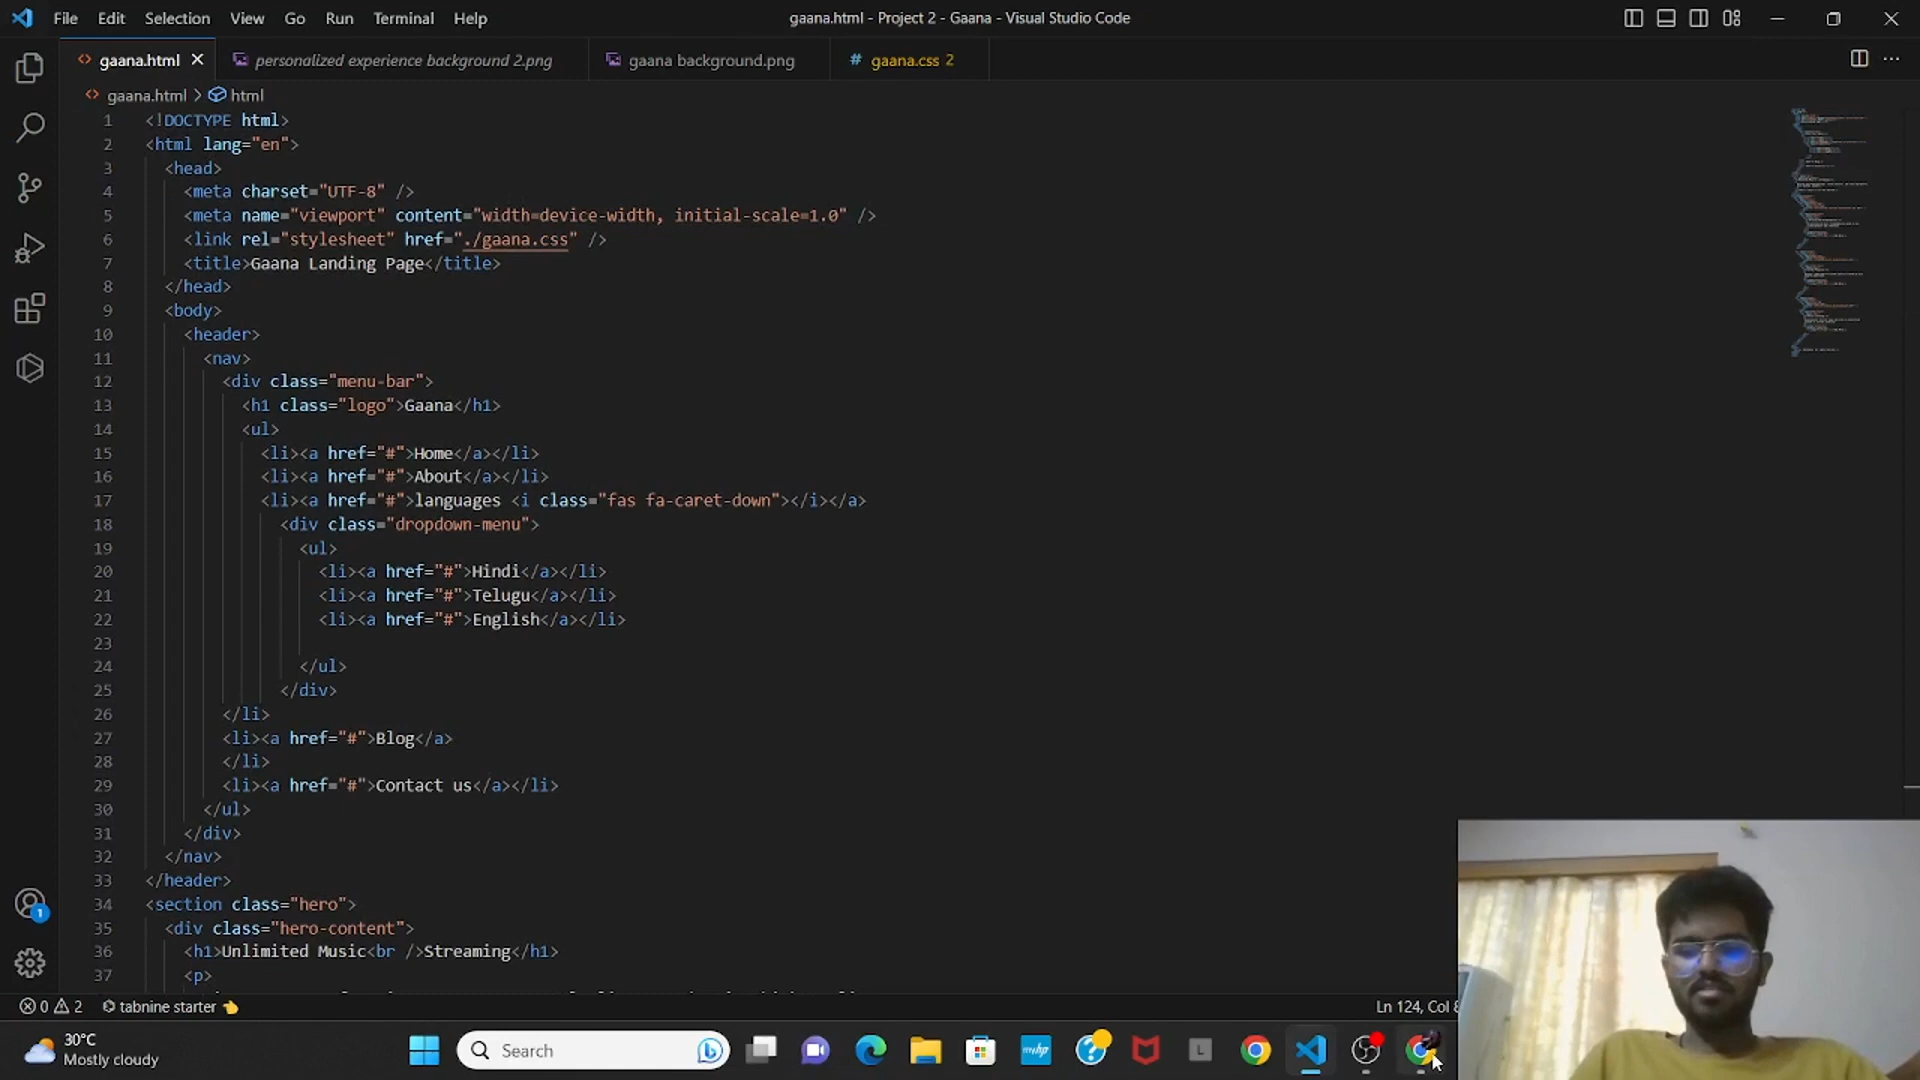 File Edit Selection View Go Run Terminal Help
gaana.html - Project 2 - Gaana - Visual Studio Code
gaana.html
personalized experience background 2.png
gaana background.png
# gaana.css 2
gaana.html > html
1 <!DOCTYPE html>
2 <html lang="en">
3 <head>
4 <meta charset="UTF-8" />
5 <meta name="viewport" content="width=device-width, initial-scale=1.0" />
6 <link rel="stylesheet" href="./gaana.css" />
7 <title>Gaana Landing Page</title>
8 </head>
9 <body>
10 <header>
11 <nav>
12 <div class="menu-bar">
13 <h1 class="logo">Gaana</h1>
14 <ul>
15 <li><a href="#">Home</a></li>
16 <li><a href="#">About</a></li>
17 <li><a href="#">languages <i class="fas fa-caret-down"></i></a>
18 <div class="dropdown-menu">
19 <ul>
20 <li><a href="#">Hindi</a></li>
21 <li><a href="#">Telugu</a></li>
22 <li><a href="#">English</a></li>
23
24 </ul>
25 </div>
26 </li>
27 <li><a href="#">Blog</a>
28 </li>
29 <li><a href="#">Contact us</a></li>
30 </ul>
31 </div>
32 </nav>
33 </header>
34 <section class="hero">
35 <div class="hero-content">
36 <h1>Unlimited Music<br />Streaming</h1>
37 <p>
1
0 2 tabnine starter
Ln 124, Col 8
30°C
Mostly cloudy
Search
myhp
L